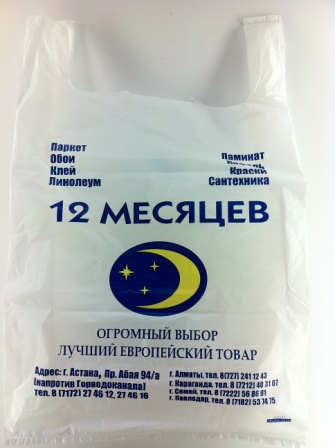 Паркет
Обои
Клей
Линолеум
Ламинат
Краски
Сантехника
12 МЕСЯЦЕВ
ОГРОМНЫЙ ВЫБОР
ЛУЧШИЙ ЕВРОПЕЙСКИЙ ТОВАР
Адрес: г. Астана, Пр. Абая 94/а
(напротив Горводоканала)
тел. 8 (7172) 27 46 12, 27 46 16
г. Алматы, тел. 8(727) 241 12 43
г. Караганда, тел. 8 (7212) 40 31 07
г. Семей, тел. 8 (7222) 56 86 91
г. Павлодар, тел. 8 (7182) 53 74 75